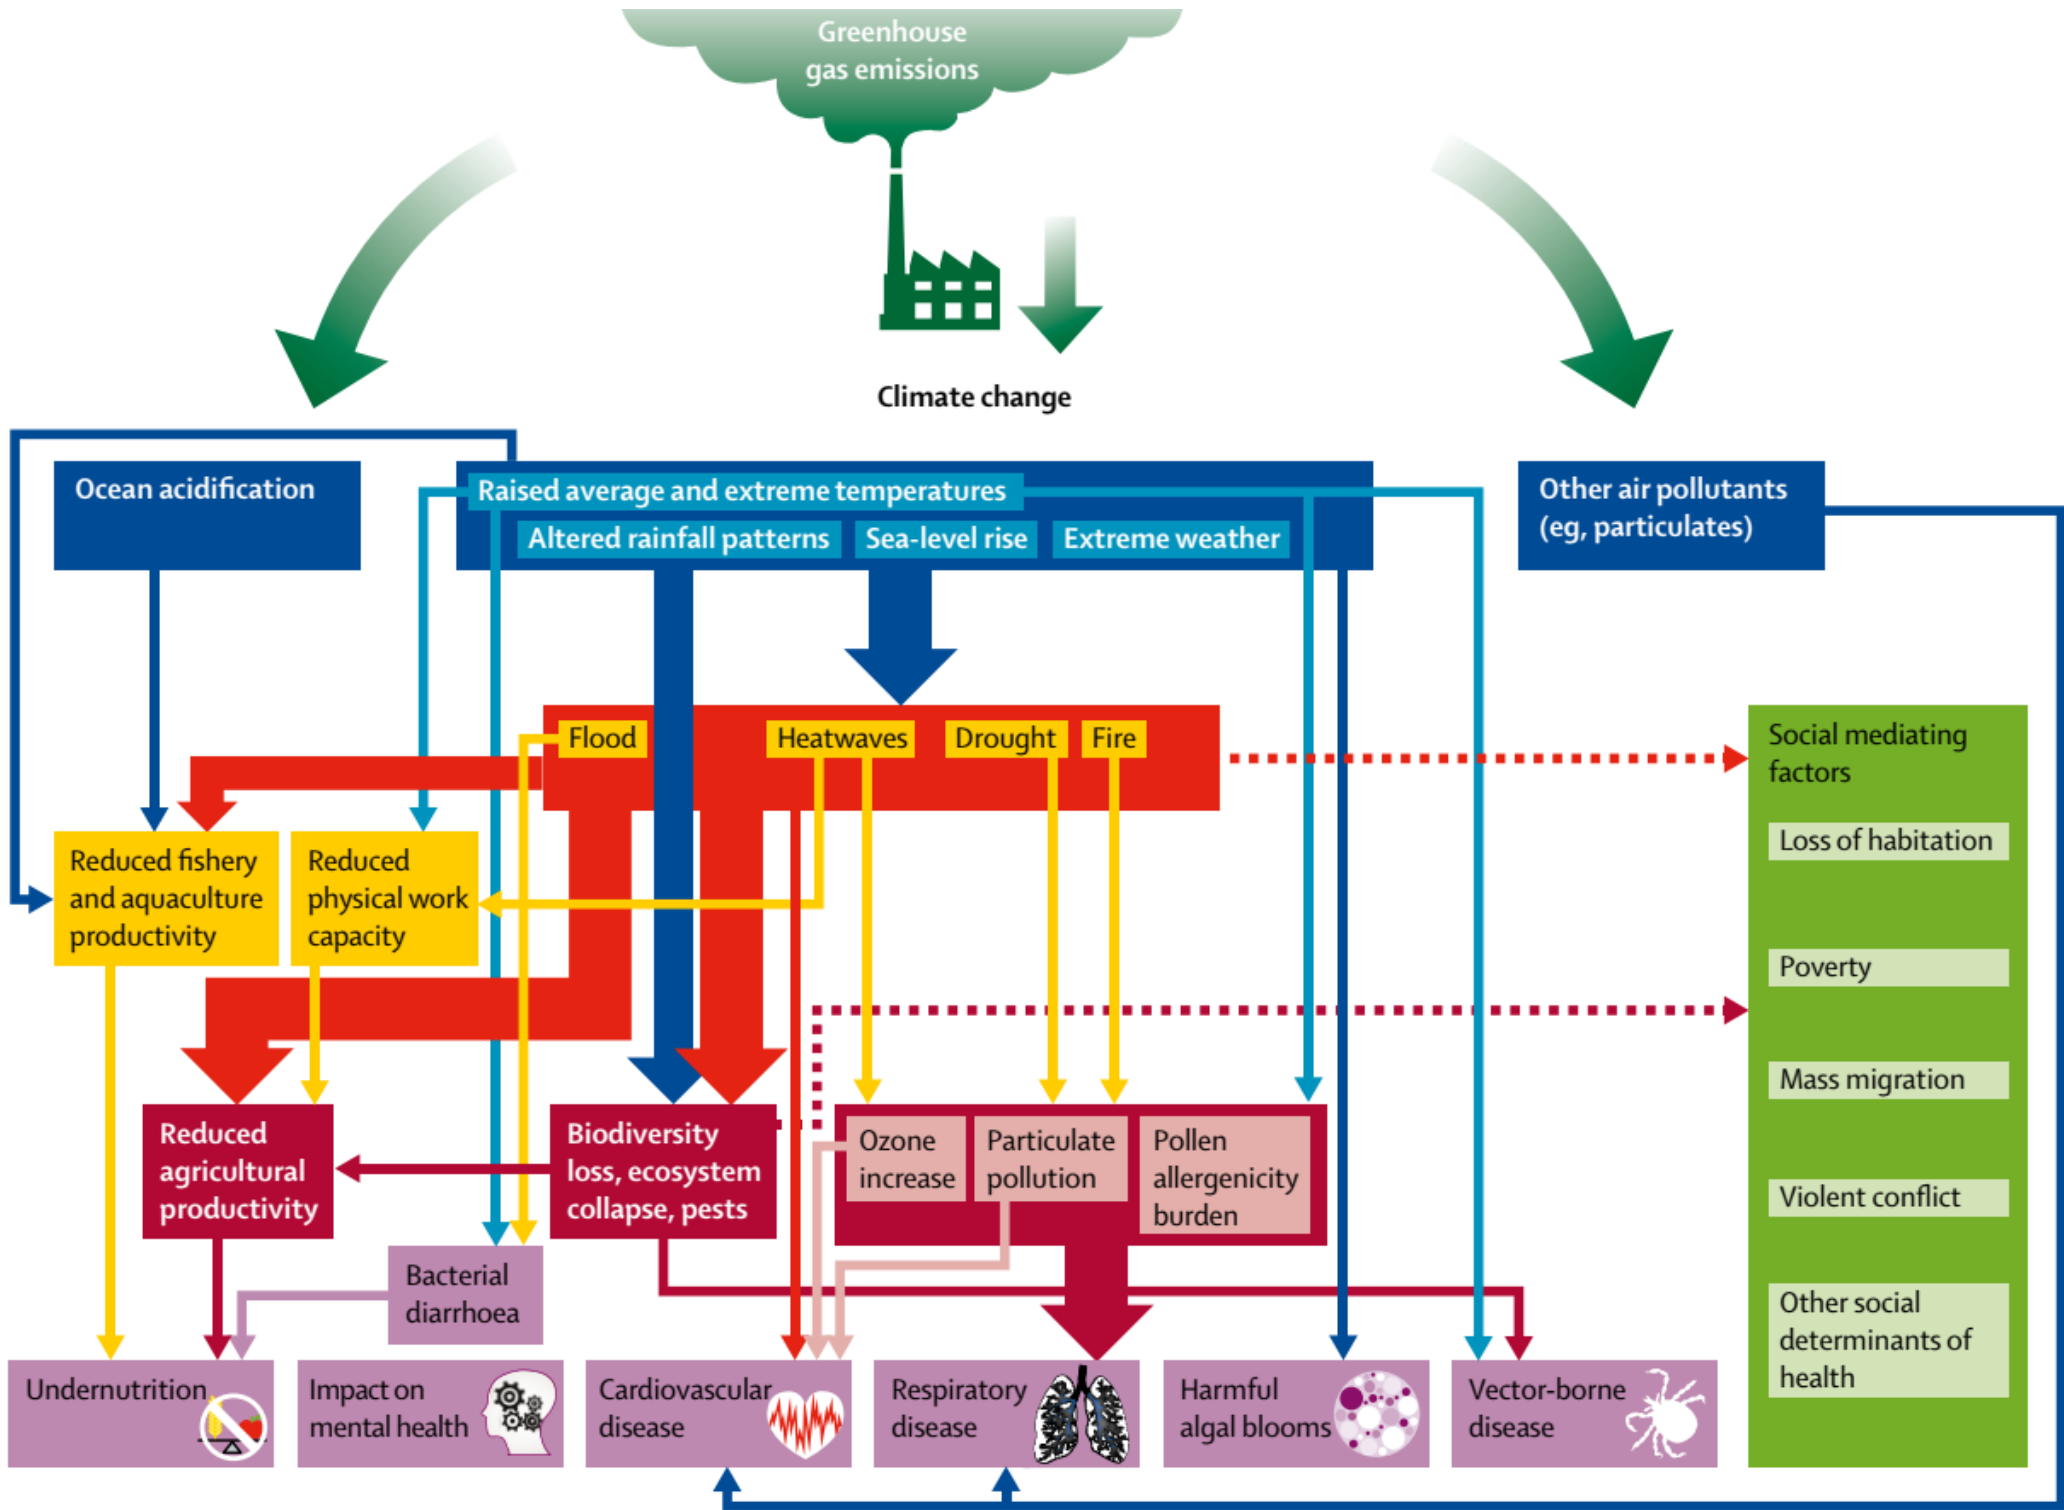 Greenhouse
gas emissions
Climate change
Ocean acidification
Raised average and extreme temperatures
Altered rainfall patterns
Sea-level rise
Extreme weather
Other air pollutants
(eg, particulates)
Flood
Heatwaves
Drought
Fire
Social mediating
factors
Loss of habitation
Poverty
Mass migration
Violent conflict
Other social
determinants of
health
Reduced fishery
and aquaculture
productivity
Reduced
physical work
capacity
Reduced
agricultural
productivity
Biodiversity
loss, ecosystem
collapse, pests
Ozone
increase
Particulate
pollution
Pollen
allergenicity
burden
Bacterial
diarrhoea
Undernutrition
Impact on
mental health
Cardiovascular
disease
Respiratory
disease
Harmful
algal blooms
Vector-borne
disease